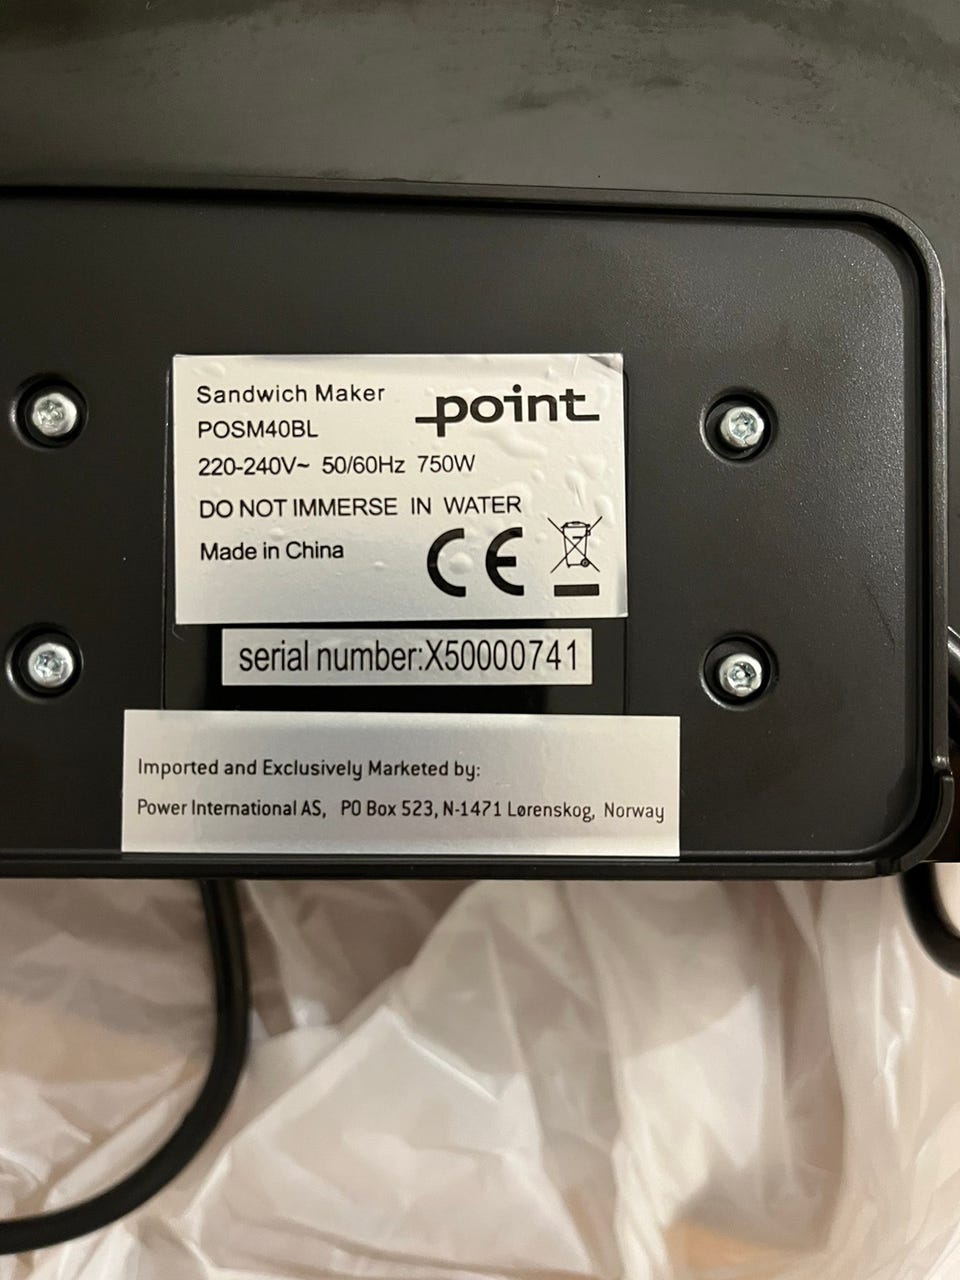 Sandwich Maker
point
POSM40BL
220-240V~ 50/60Hz 750W
DO NOT IMMERSE IN WATER
Made in China
CE
serial number:X50000741
Imported and Exclusively Marketed by:
Power International AS, PO Box 523, N-1471 Lørenskog, Norway